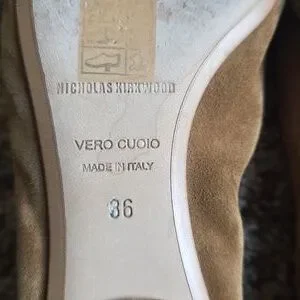 NICHOLAS KIRKWOOD
VERO CUOIO
MADE IN ITALY
36